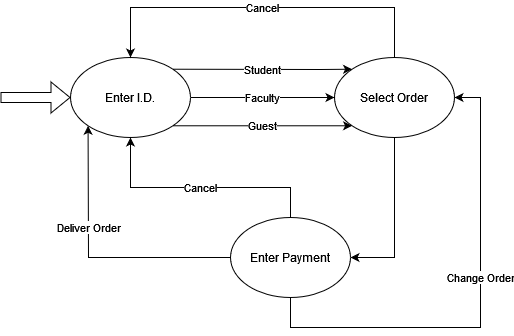 Cancel
Student
Enter I.D.
Faculty
Select Order
Guest
Cancel
Deliver Order
Enter Payment
Change Order